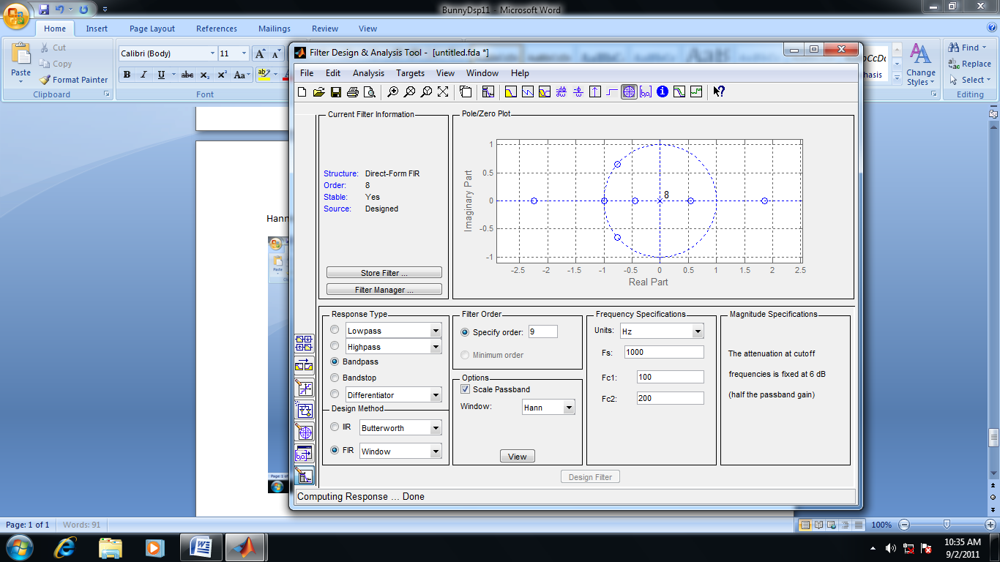 BunnyDsp11 - Microsoft Word
Home Insert Page Layout References Mailings Review View
Paste
Cut
Copy
Format Painter
Clipboard
Calibri (Body) 11
B I U abc x₂ x² Aa
Font
Change Styles
Find
Replace
Select
Editing
Filter Design & Analysis Tool - [untitled.fda *]
File Edit Analysis Targets View Window Help
Current Filter Information
Structure: Direct-Form FIR
Order: 8
Stable: Yes
Source: Designed
Store Filter ...
Filter Manager ...
Pole/Zero Plot
1
0.5
0
-0.5
-1
Imaginary Part
8
-2.5 -2 -1.5 -1 -0.5 0 0.5 1 1.5 2 2.5
Real Part
Response Type
Lowpass
Highpass
Bandpass
Bandstop
Differentiator
Design Method
IIR Butterworth
FIR Window
Filter Order
Specify order: 9
Minimum order
Options
Scale Passband
Window: Hann
View
Frequency Specifications
Units: Hz
Fs: 1000
Fc1: 100
Fc2: 200
Magnitude Specifications
The attenuation at cutoff
frequencies is fixed at 6 dB
(half the passband gain)
Design Filter
Computing Response ... Done
Hann
Page: 1 of 1 Words: 91
100%
10:35 AM
9/2/2011